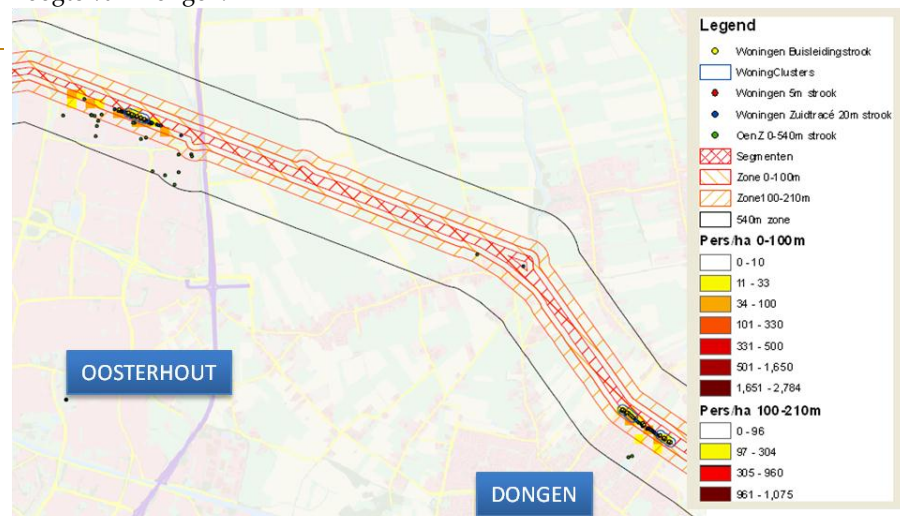 Legend
Woningen Buisleidingstrook
WoningClusters
Woningen 5m strook
Woningen Zuidtracé 20m strook
OenZ 0-540m strook
Segmenten
Zone 0-100m
Zone100-210m
540m zone
Pers/ha 0-100m
0 - 10
11 - 33
34 - 100
101 - 330
331 - 500
501 - 1,650
1,651 - 2,784
Pers/ha 100-210m
0 - 96
97 - 304
305 - 960
961 - 1,075
OOSTERHOUT
DONGEN